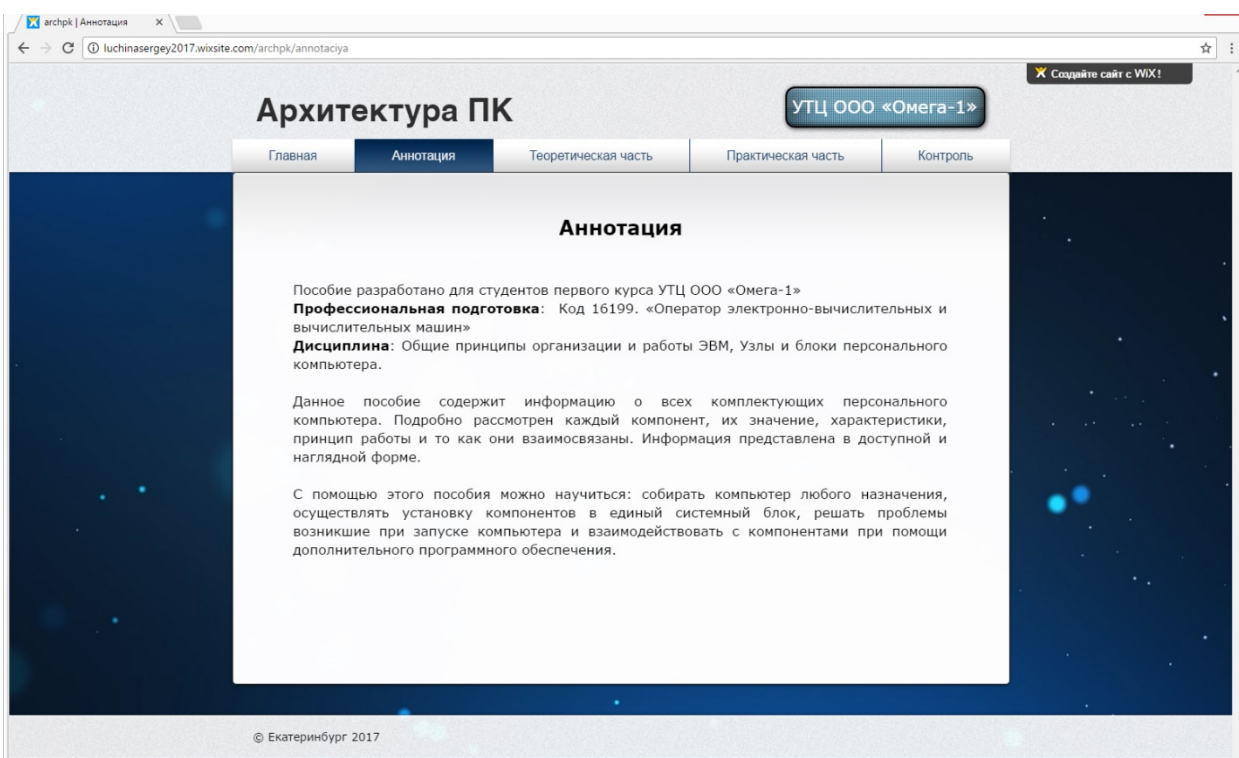 archpk | Аннотация
luchinasergey2017.wixsite.com/archpk/annotaciya
Создайте сайт с WiX!
Архитектура ПК
УТЦ ООО «Омега-1»
Главная Аннотация Теоретическая часть Практическая часть Контроль
Аннотация
Пособие разработано для студентов первого курса УТЦ ООО «Омега-1»
Профессиональная подготовка: Код 16199. «Оператор электронно-вычислительных и
вычислительных машин»
Дисциплина: Общие принципы организации и работы ЭВМ, Узлы и блоки персонального
компьютера.
Данное пособие содержит информацию о всех комплектующих персонального
компьютера. Подробно рассмотрен каждый компонент, их значение, характеристики,
принцип работы и то как они взаимосвязаны. Информация представлена в доступной и
наглядной форме.
С помощью этого пособия можно научиться: собирать компьютер любого назначения,
осуществлять установку компонентов в единый системный блок, решать проблемы
возникшие при запуске компьютера и взаимодействовать с компонентами при помощи
дополнительного программного обеспечения.
© Екатеринбург 2017